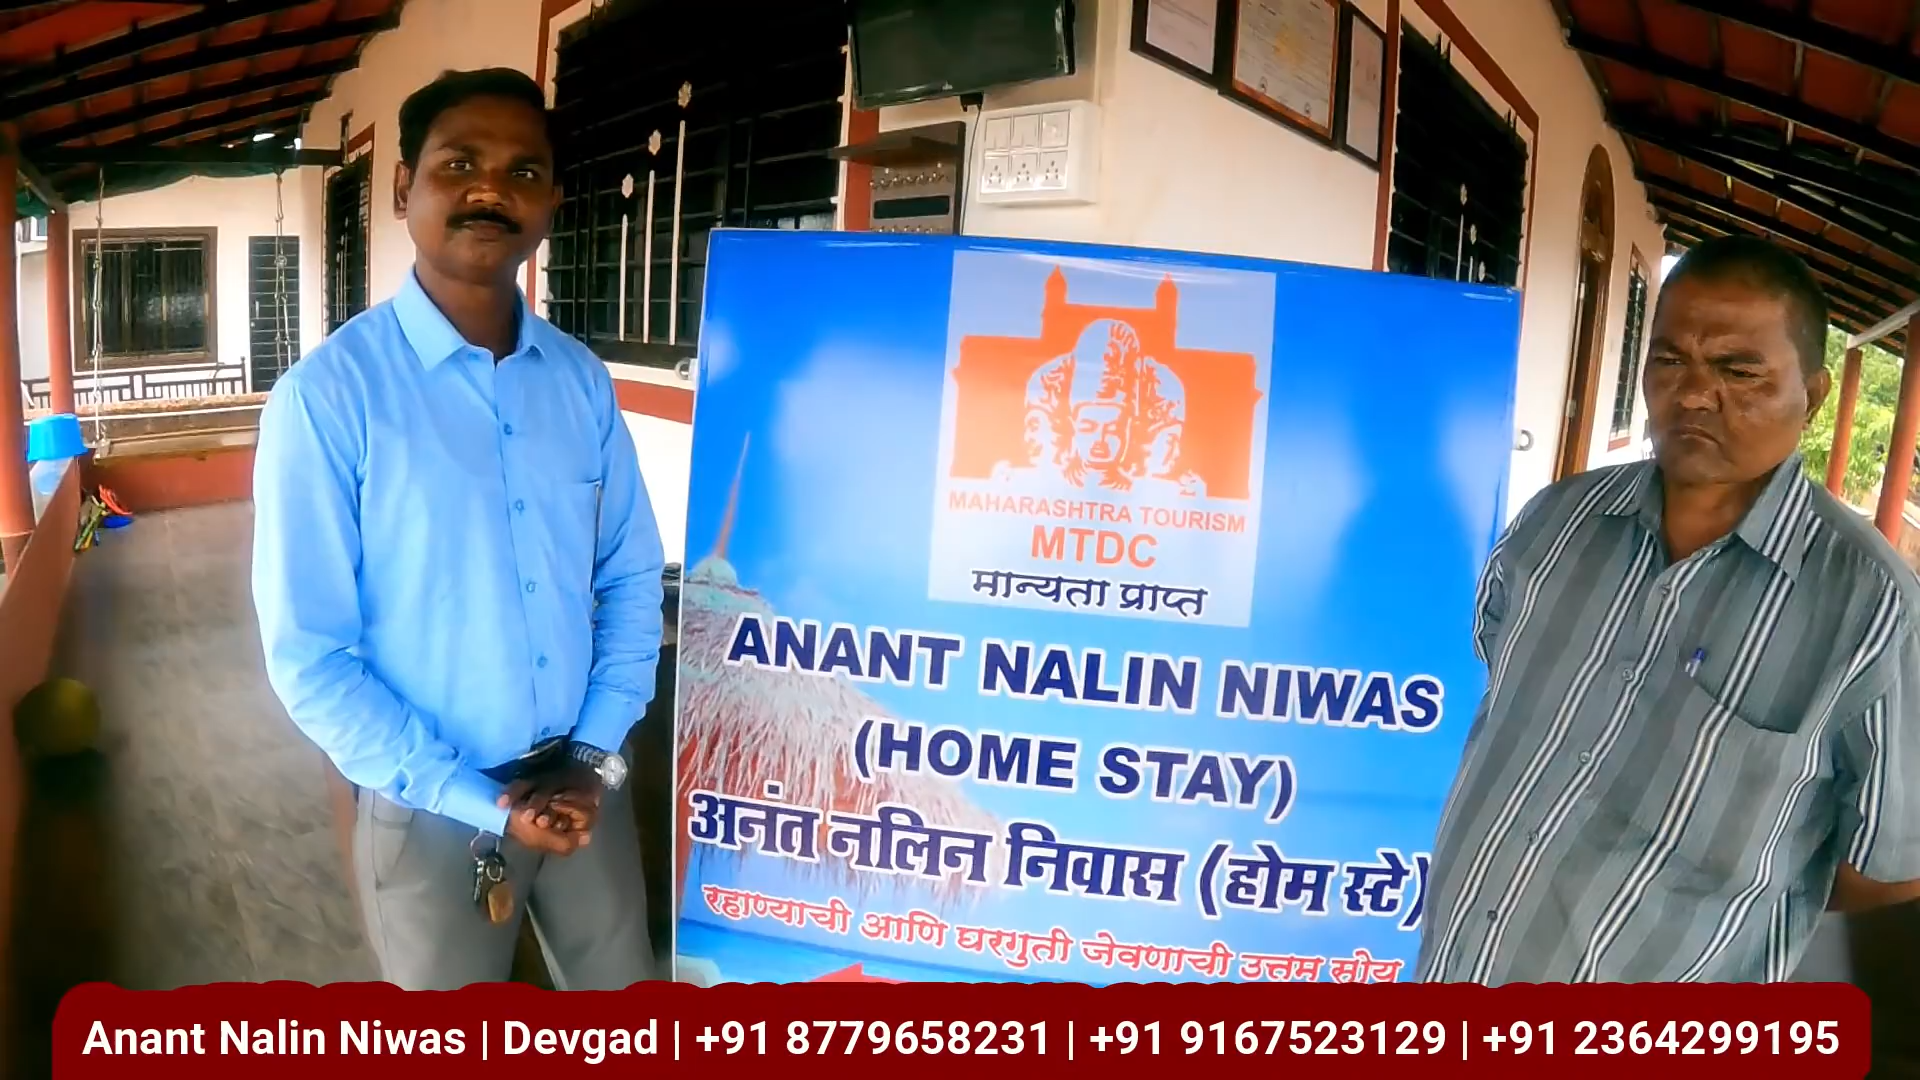 MAHARASHTRA TOURISM
MTDC
मान्यता प्राप्त
ANANT NALIN NIWAS
(HOME STAY)
अनंत नलिन निवास (होम स्टे)
रहाण्याची आणि घरगुती जेवणाची उत्तम सोय
Anant Nalin Niwas | Devgad | +91 8779658231 | +91 9167523129 | +91 2364299195